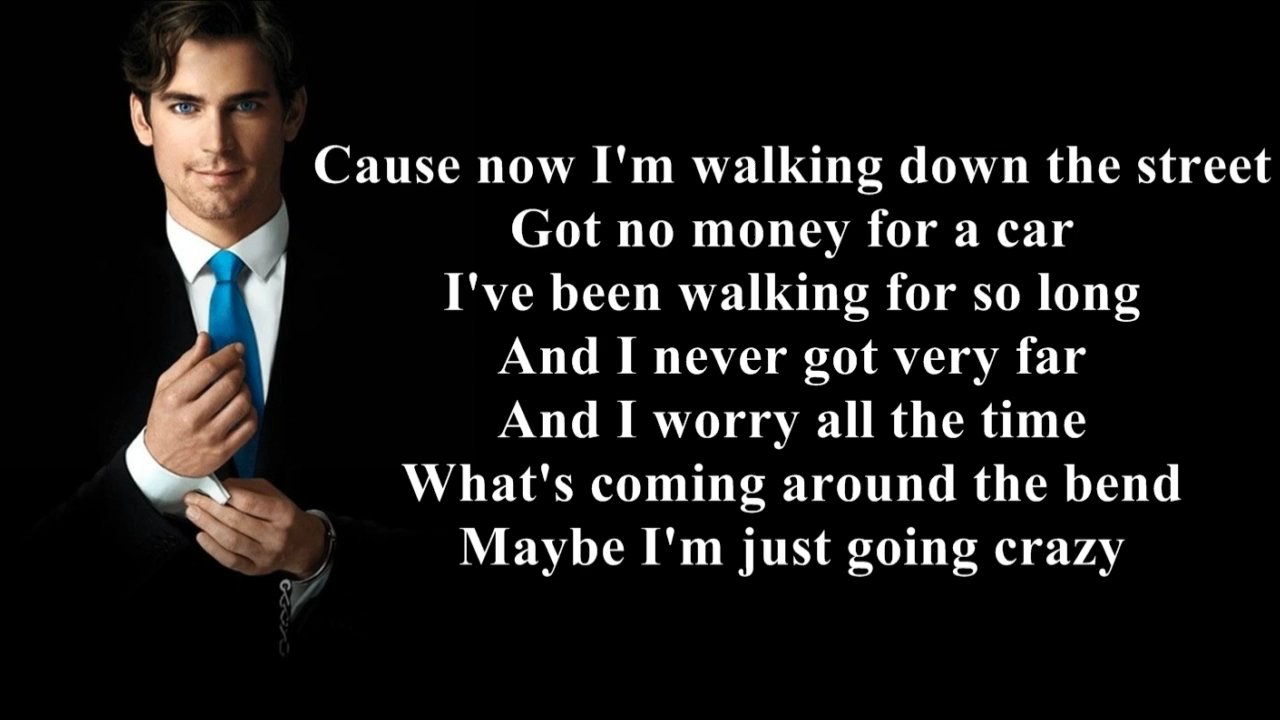 Cause now I'm walking down the street
Got no money for a car
I've been walking for so long
And I never got very far
And I worry all the time
What's coming around the bend
Maybe I'm just going crazy